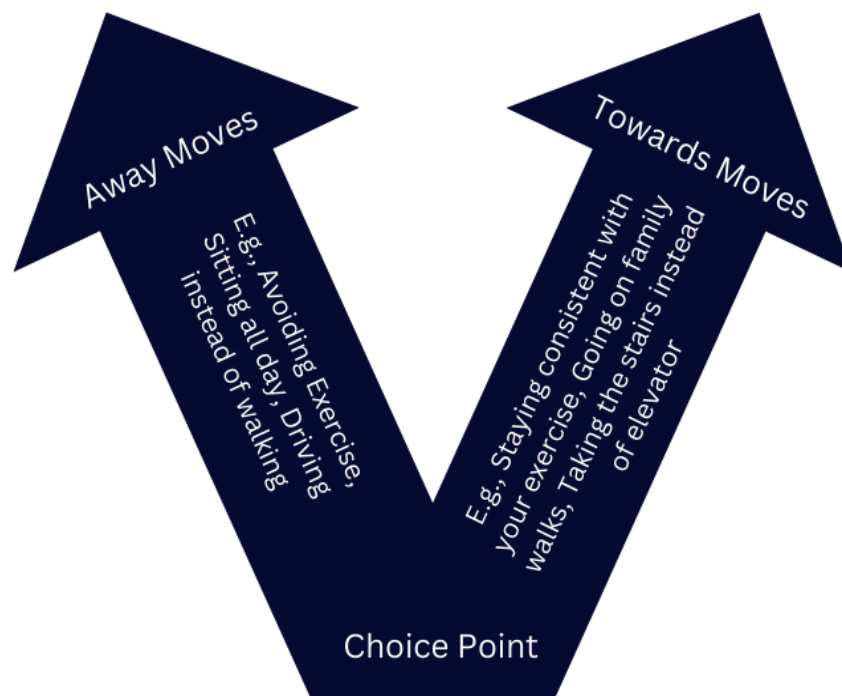 Away Moves
E.g., Avoiding Exercise,
Sitting all day, Driving
instead of walking
Towards Moves
E.g., Staying consistent with
your exercise, Going on family
walks, Taking the stairs instead
of elevator
Choice Point